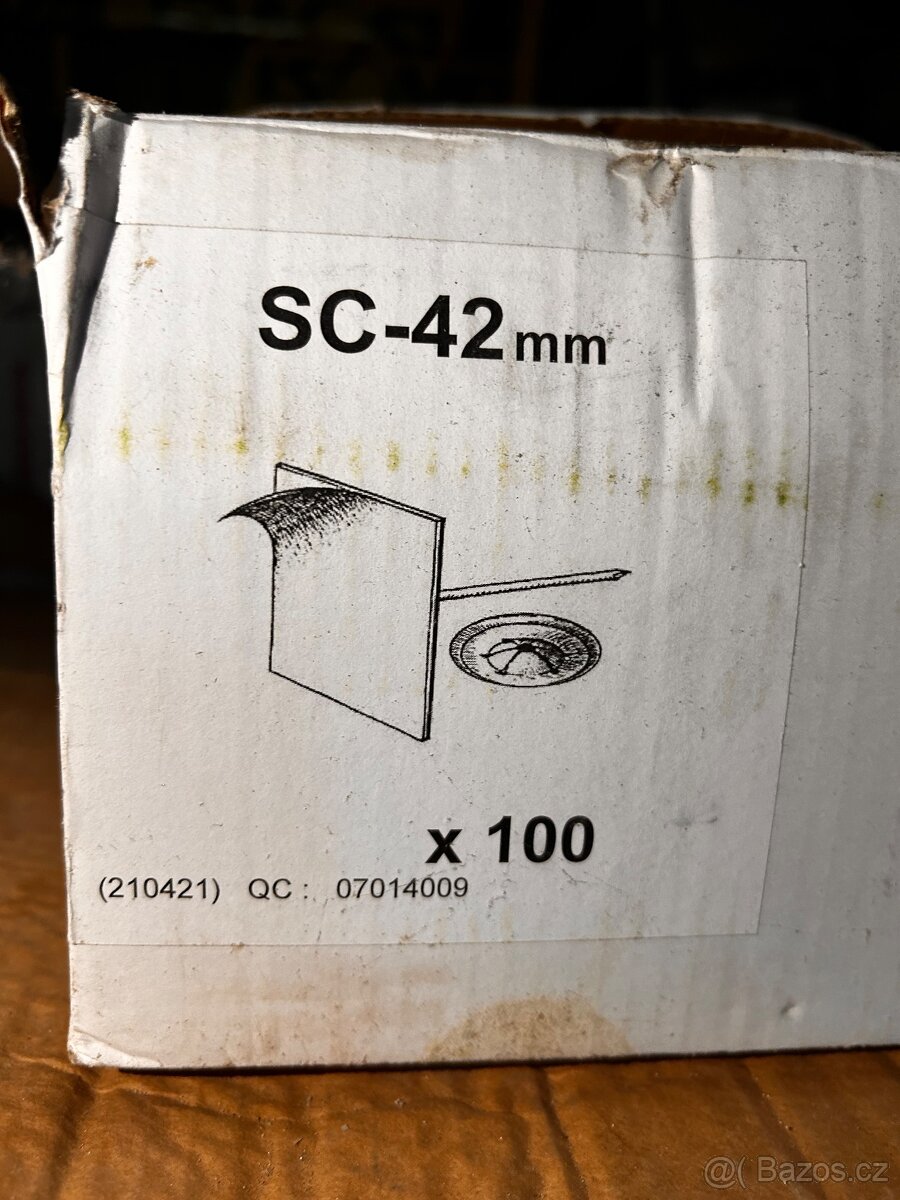 SC-42mm
x 100
(210421) QC : 07014009
@( Bazos.cz